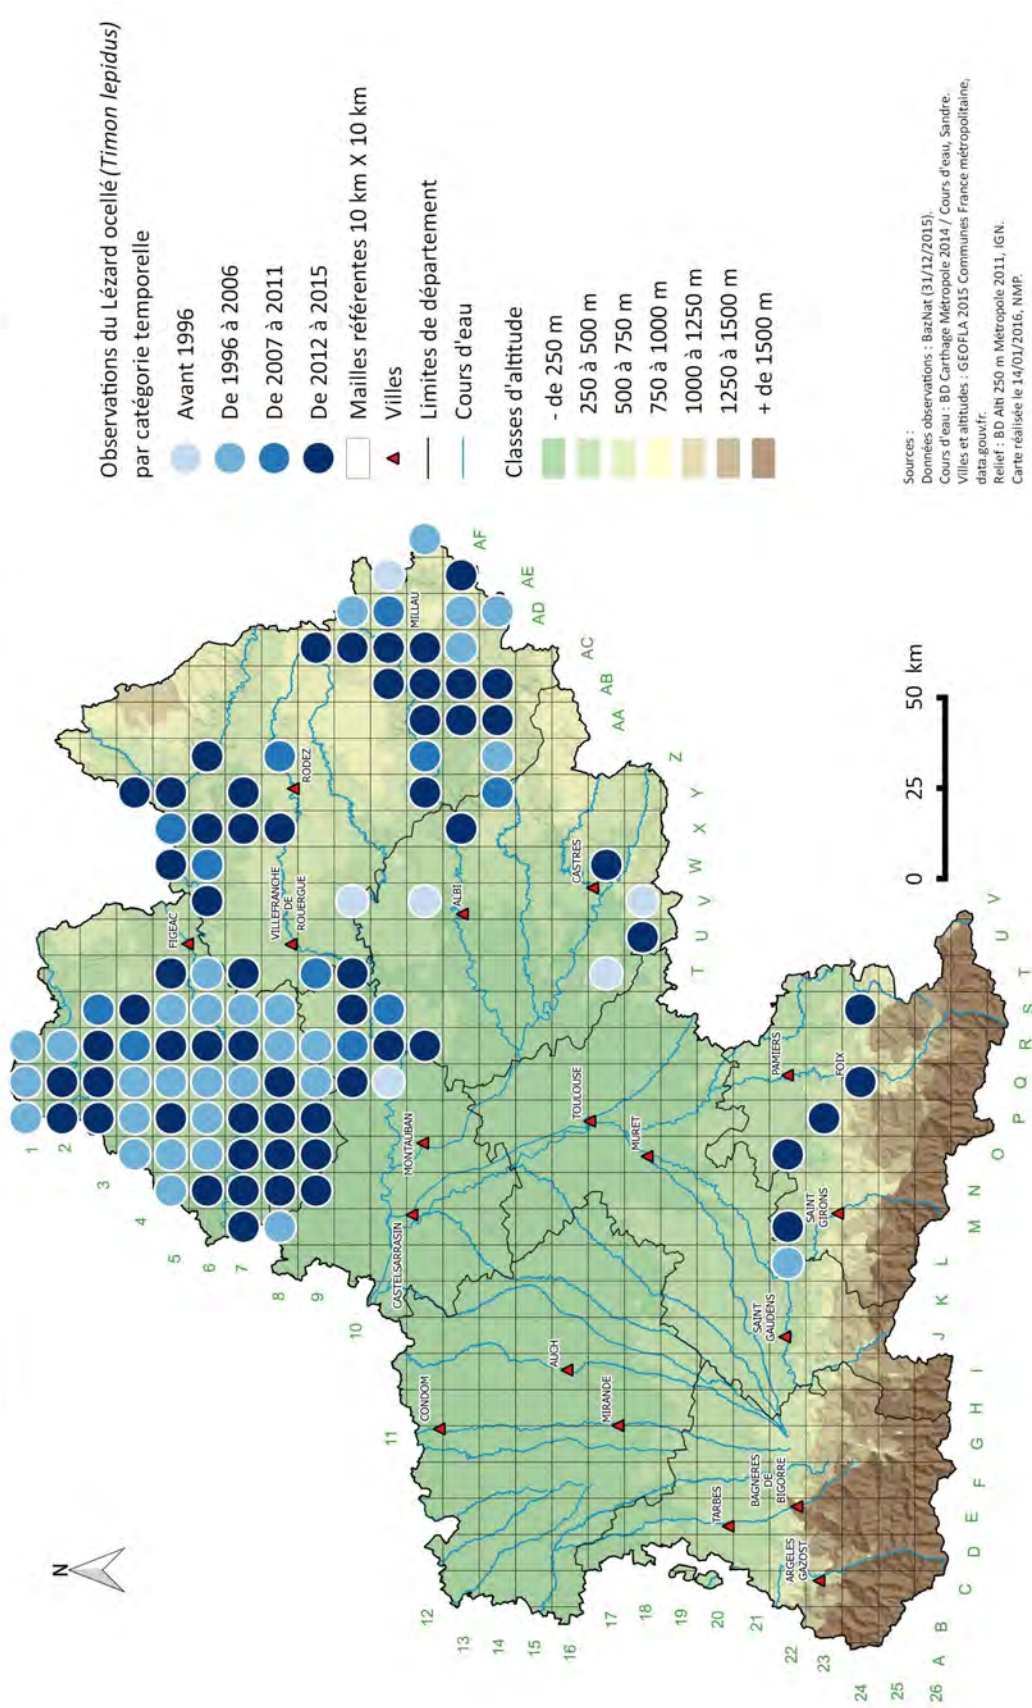 Observations du Lézard ocellé (Timon lepidus)
par catégorie temporelle
Avant 1996
De 1996 à 2006
De 2007 à 2011
De 2012 à 2015
Mailles référentes 10 km X 10 km
Villes
Limites de département
Cours d'eau
Classes d'altitude
- de 250 m
250 à 500 m
500 à 750 m
750 à 1000 m
1000 à 1250 m
1250 à 1500 m
+ de 1500 m
Sources :
Données observations : BazNat (31/12/2015).
Cours d'eau : BD Carthage Métropole 2014 / Cours d'eau, Sandre.
Villes et altitudes : GEOFLA 2015 Communes France métropolitaine,
data.gouv.fr.
Relief : BD Alti 250 m Métropole 2011, IGN.
Carte réalisée le 14/01/2016, NMP.
N
1
2
3
4
5
6
7
8
9
10
11
12
13
14
15
16
17
18
19
20
21
22
23
24
25
26
A
B
C
D
E
F
G
H
I
J
K
L
M
N
O
P
Q
R
S
T
U
V
T
U
V
W
X
Y
Z
AA
AB
AC
AD
AE
AF
FIGEAC
VILLEFRANCHE
DE
ROUERGUE
RODEZ
MILLAU
ALBI
CASTRES
MONTAUBAN
CASTELSARRASIN
TOULOUSE
MURET
CONDOM
AUCH
MIRANDE
TARBES
BAGNERES
DE
BIGORRE
ARGELES
GAZOST
SAINT
GAUDENS
SAINT
GIRONS
PAMIERS
FOIX
0 25 50 km